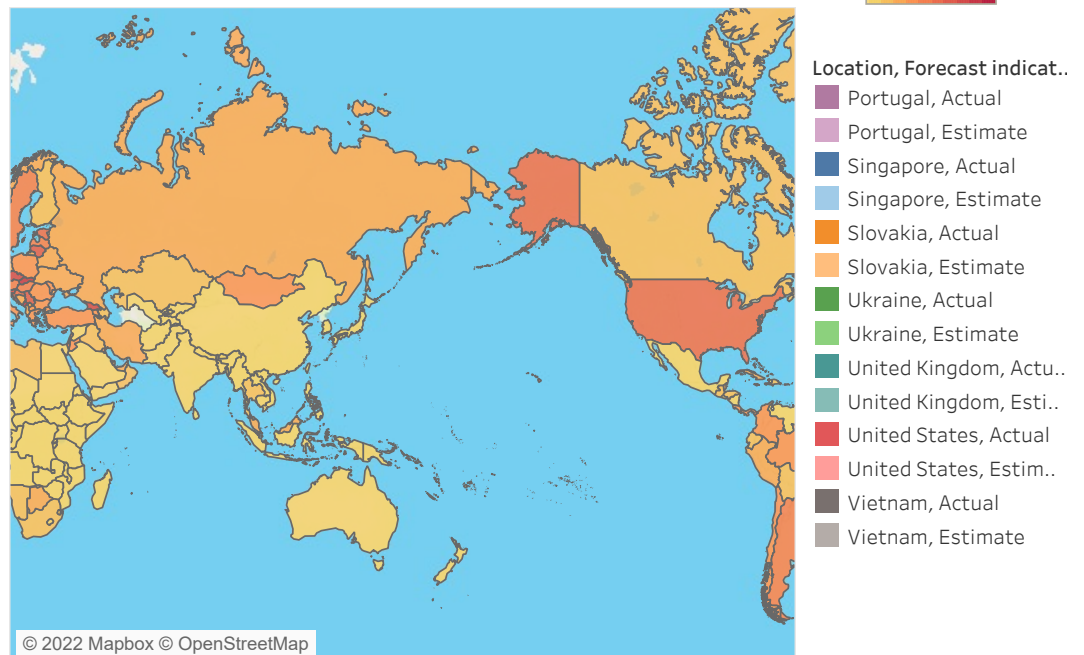 Location, Forecast indicat..
Portugal, Actual
Portugal, Estimate
Singapore, Actual
Singapore, Estimate
Slovakia, Actual
Slovakia, Estimate
Ukraine, Actual
Ukraine, Estimate
United Kingdom, Actu..
United Kingdom, Esti..
United States, Actual
United States, Estim..
Vietnam, Actual
Vietnam, Estimate
© 2022 Mapbox © OpenStreetMap